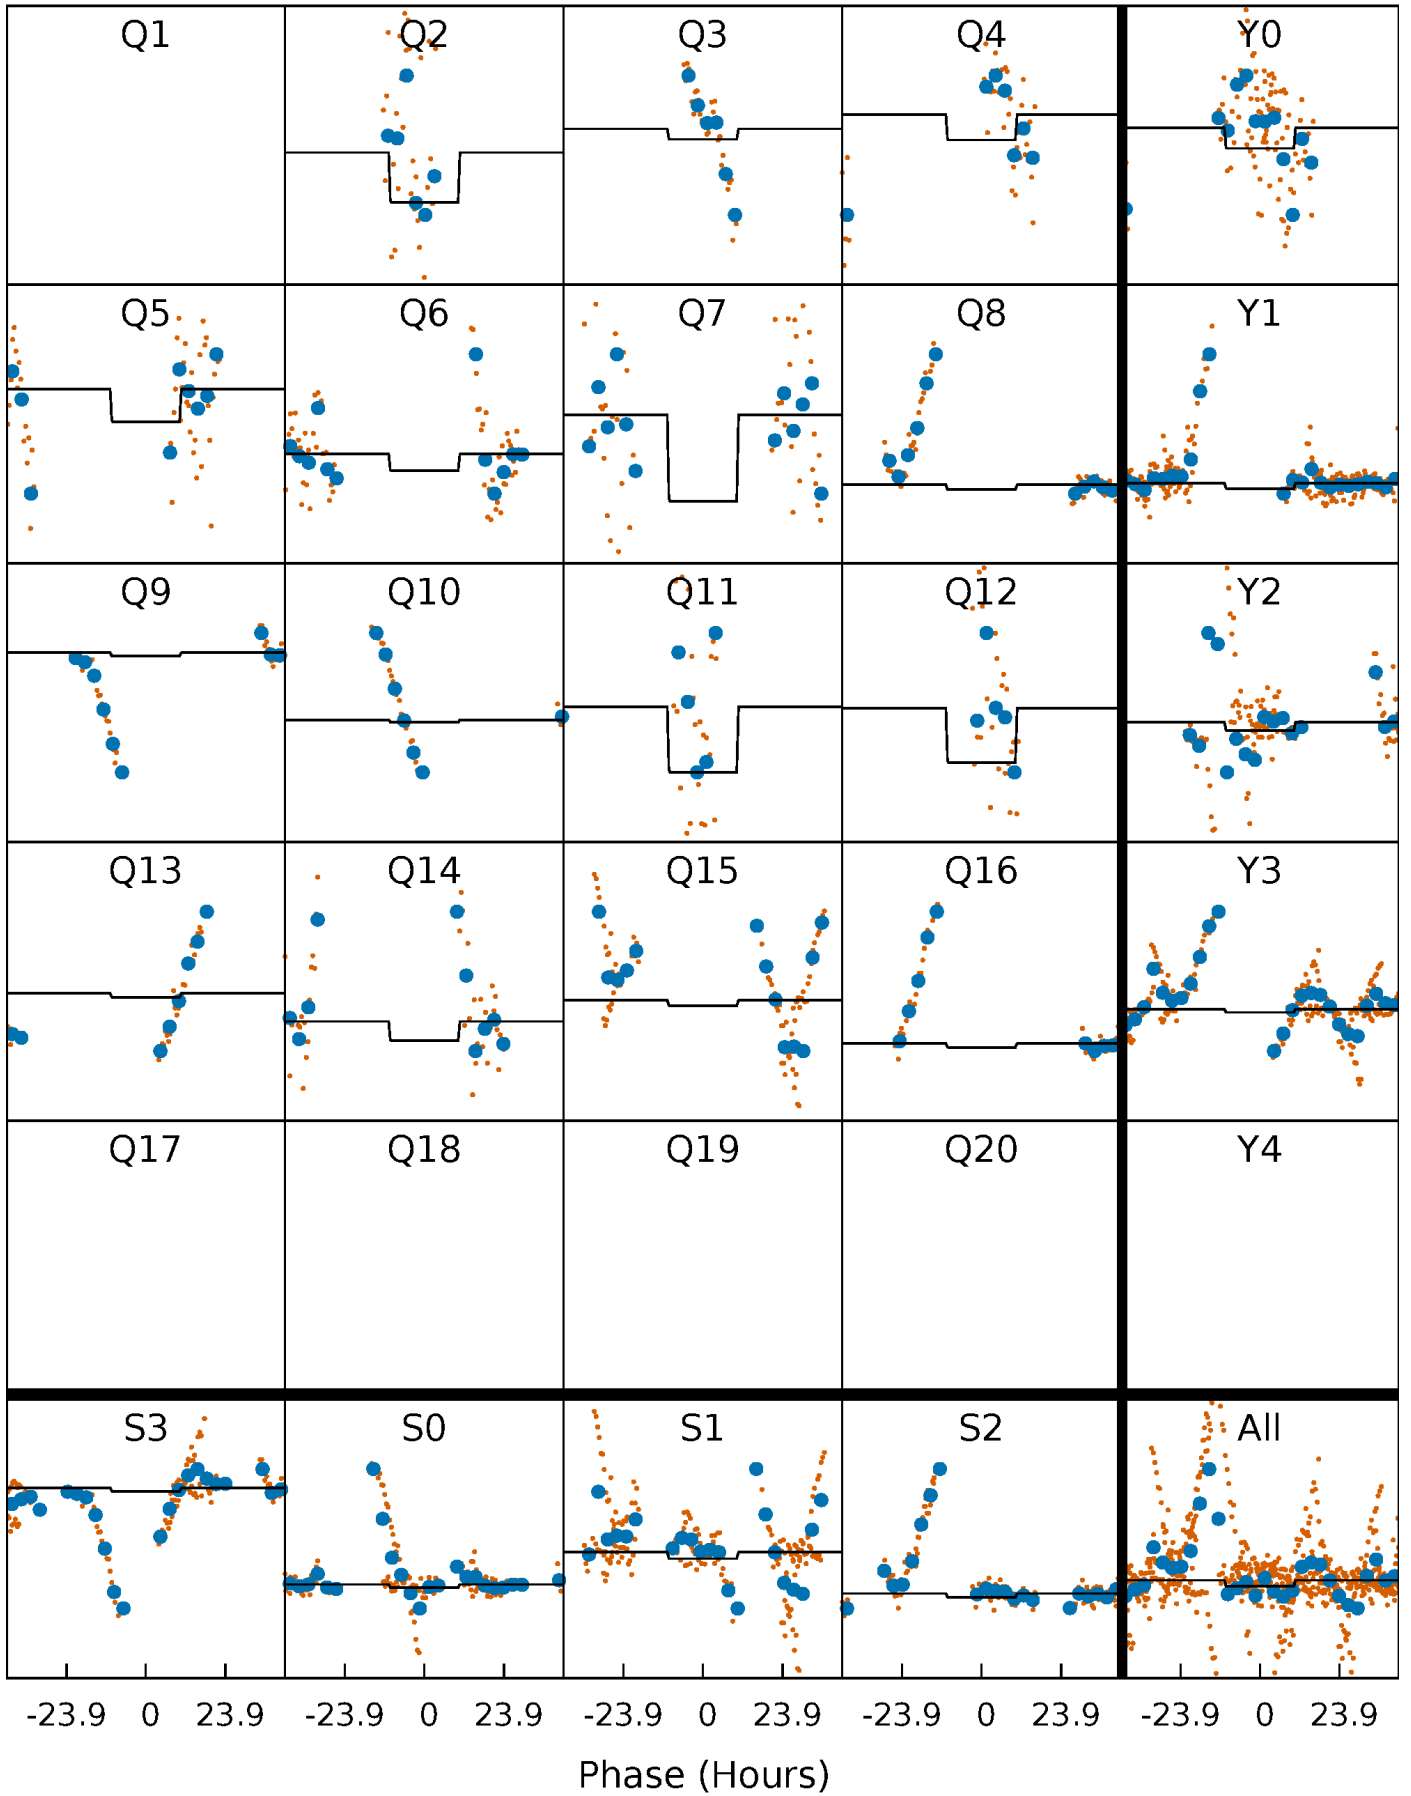 Q1 Q2 Q3 Q4 Y0
Q5 Q6 Q7 Q8 Y1
Q9 Q10 Q11 Q12 Y2
Q13 Q14 Q15 Q16 Y3
Q17 Q18 Q19 Q20 Y4
S3 S0 S1 S2 All
-23.9 0 23.9 -23.9 0 23.9 -23.9 0 23.9 -23.9 0 23.9 -23.9 0 23.9
Phase (Hours)